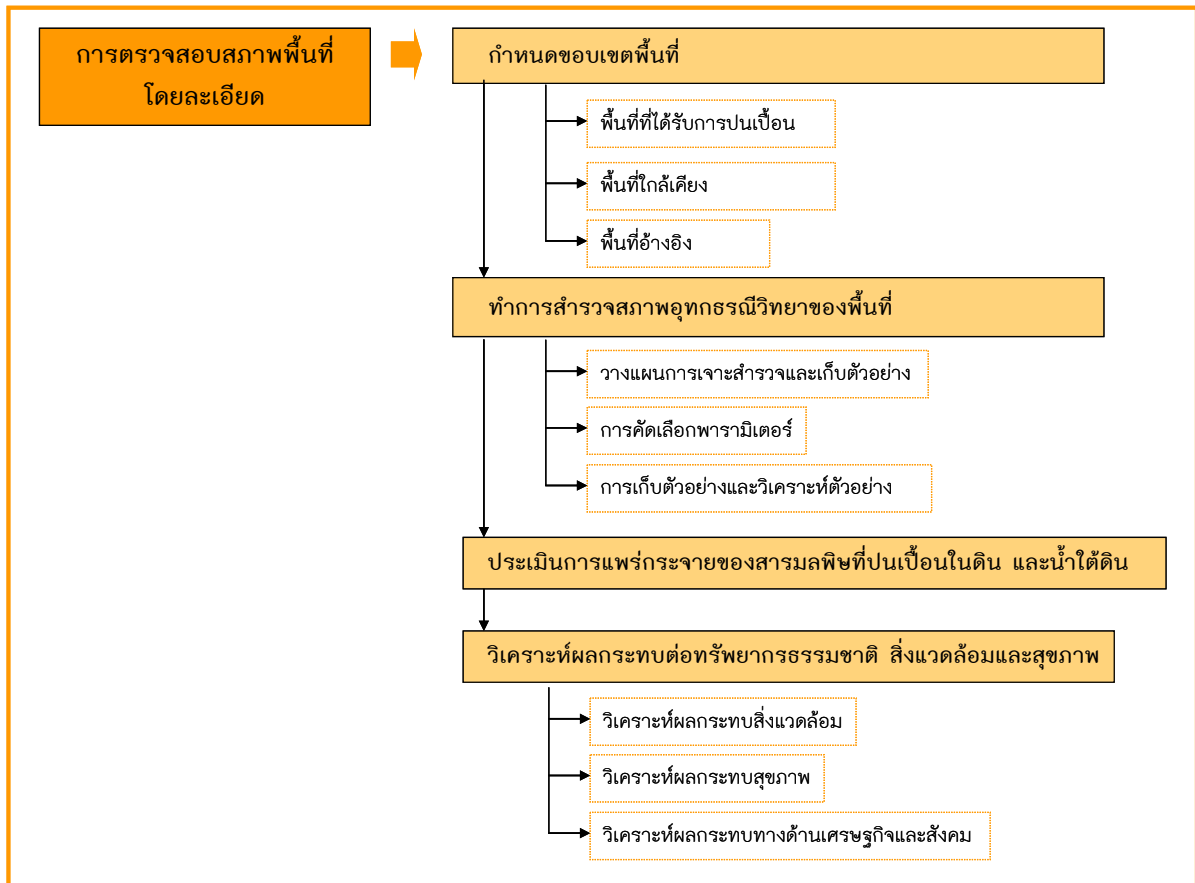 การตรวจสอบสภาพพื้นที่
โดยละเอียด
กำหนดขอบเขตพื้นที่
พื้นที่ที่ได้รับการปนเปื้อน
พื้นที่ใกล้เคียง
พื้นที่อ้างอิง
ทำการสำรวจสภาพอุทกธรณีวิทยาของพื้นที่
วางแผนการเจาะสำรวจและเก็บตัวอย่าง
การคัดเลือกพารามิเตอร์
การเก็บตัวอย่างและวิเคราะห์ตัวอย่าง
ประเมินการแพร่กระจายของสารมลพิษที่ปนเปื้อนในดิน และน้ำใต้ดิน
วิเคราะห์ผลกระทบต่อทรัพยากรธรรมชาติ สิ่งแวดล้อมและสุขภาพ
วิเคราะห์ผลกระทบสิ่งแวดล้อม
วิเคราะห์ผลกระทบสุขภาพ
วิเคราะห์ผลกระทบทางด้านเศรษฐกิจและสังคม